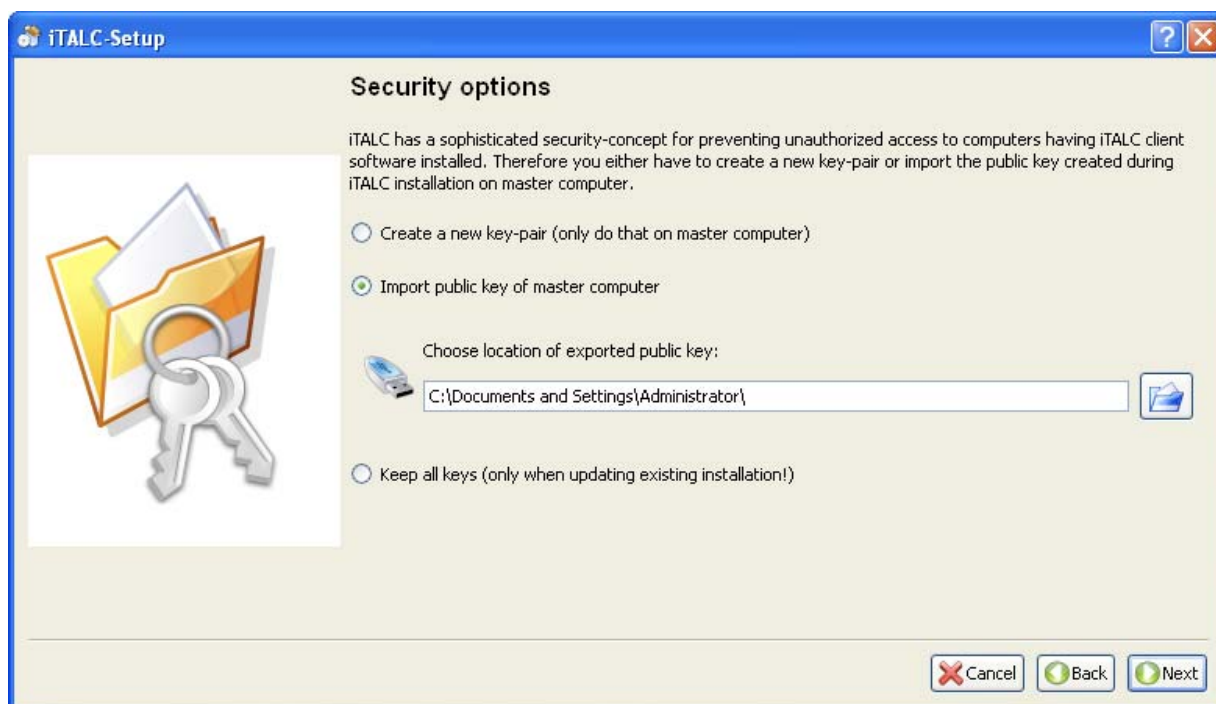 iTALC-Setup
Security options
iTALC has a sophisticated security-concept for preventing unauthorized access to computers having iTALC client
software installed. Therefore you either have to create a new key-pair or import the public key created during
iTALC installation on master computer.
Create a new key-pair (only do that on master computer)
Import public key of master computer
Choose location of exported public key:
C:\Documents and Settings\Administrator\
Keep all keys (only when updating existing installation!)
Cancel Back Next